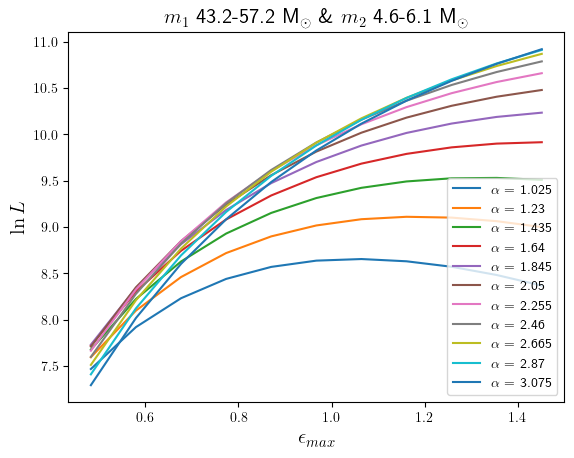 m₁ 43.2-57.2 M⊙ & m₂ 4.6-6.1 M⊙
ln L
11.0
10.5
10.0
9.5
9.0
8.5
8.0
7.5
α = 1.025
α = 1.23
α = 1.435
α = 1.64
α = 1.845
α = 2.05
α = 2.255
α = 2.46
α = 2.665
α = 2.87
α = 3.075
0.6 0.8 1.0 1.2 1.4
ϵmax